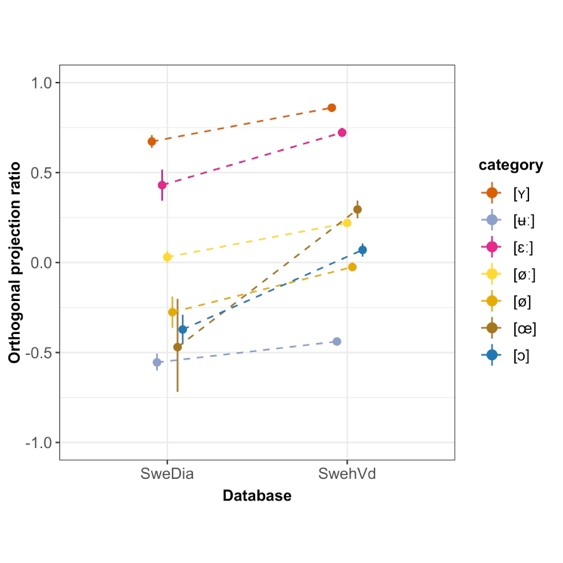 Orthogonal projection ratio
1.0
0.5
0.0
-0.5
-1.0
SweDia
SwehVd
Database
category
[ʏ]
[ʉː]
[ɛː]
[øː]
[ø]
[œ]
[ɔ]